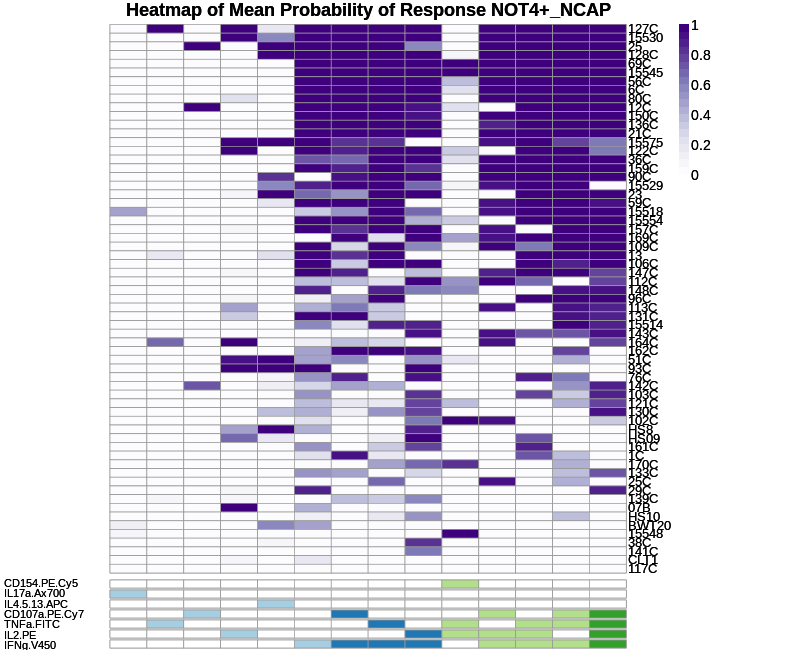 Heatmap of Mean Probability of Response NOT4+_NCAP
127C
15530
25
128C
69C
15545
56C
6C
80C
12C
150C
136C
21C
15575
122C
36C
159C
90C
15529
23
59C
15518
15554
157C
169C
109C
13
106C
147C
112C
148C
96C
113C
131C
15514
143C
164C
162C
51C
93C
76C
142C
103C
121C
130C
102C
HS8
HS09
161C
1C
170C
133C
25C
29C
139C
07B
HS10
BWT20
15548
38C
141C
117C
1
0.8
0.6
0.4
0.2
0
CD154.PE.Cy5
IL17a.Ax700
IL4.5.13.APC
CD107a.PE.Cy7
TNFa.FITC
IL2.PE
IFNg.V450